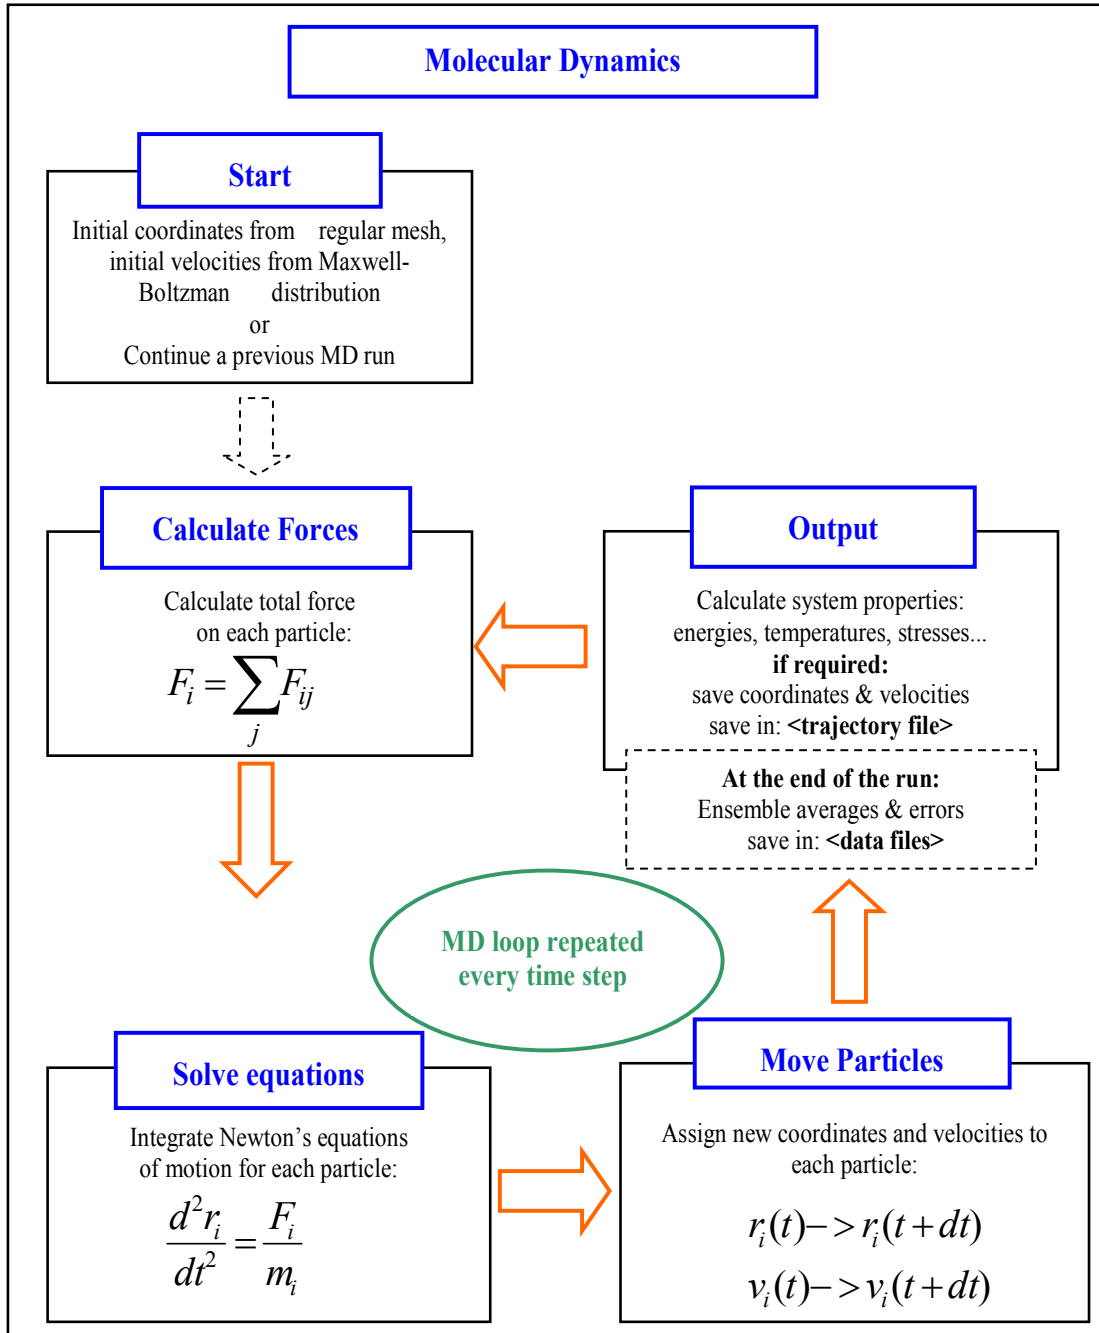 Molecular Dynamics
Start
Initial coordinates from regular mesh,
initial velocities from Maxwell-
Boltzman distribution
or
Continue a previous MD run
Calculate Forces
Calculate total force
on each particle:
F_i = ∑_j F_ij
Output
Calculate system properties:
energies, temperatures, stresses...
if required:
save coordinates & velocities
save in: <trajectory file>
At the end of the run:
Ensemble averages & errors
save in: <data files>
MD loop repeated
every time step
Solve equations
Integrate Newton’s equations
of motion for each particle:
d²r_i/dt² = F_i/m_i
Move Particles
Assign new coordinates and velocities to
each particle:
r_i(t)−> r_i(t + dt)
v_i(t)−> v_i(t + dt)